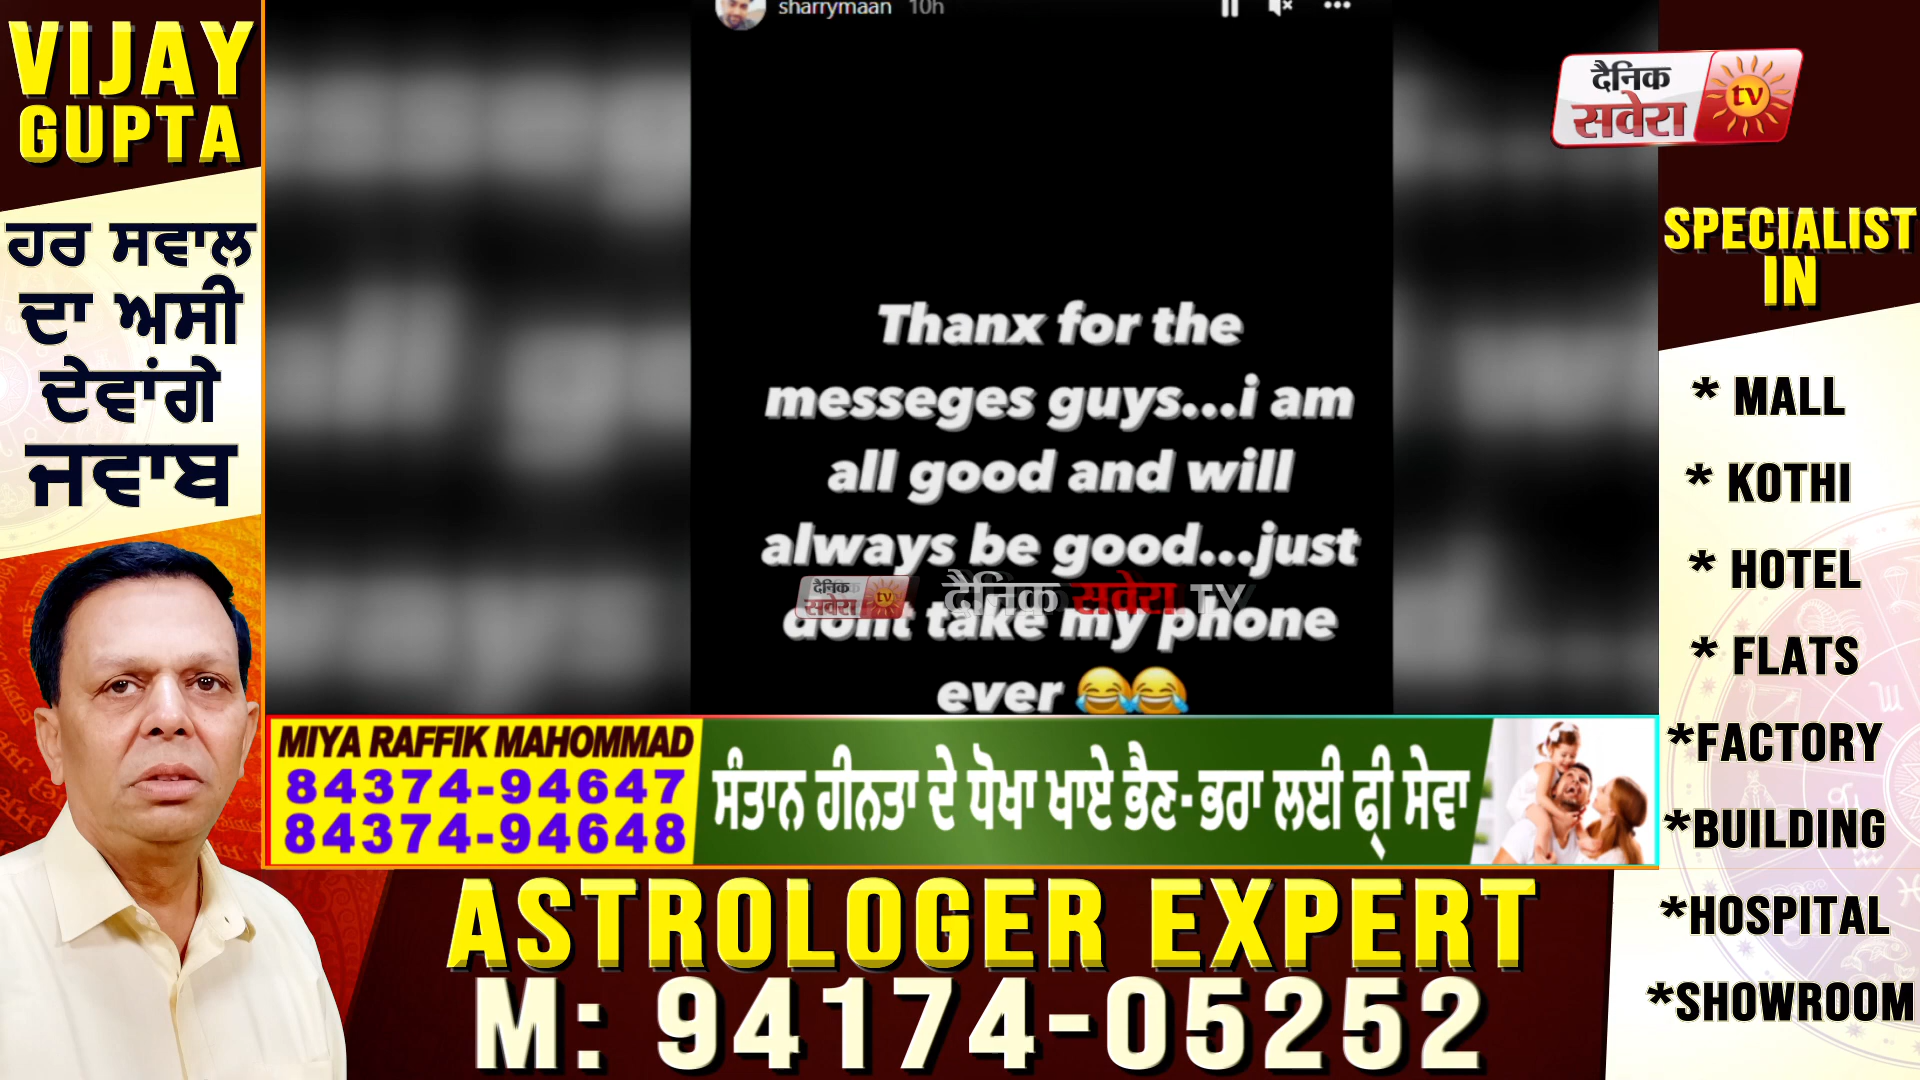 VIJAY
GUPTA
ਹਰ ਸਵਾਲ
ਦਾ ਅਸੀ
ਦੇਵਾਂਗੇ
ਜਵਾਬ
sharrymaan 10h
Thanx for the
messeges guys...i am
all good and will
always be good...just
dont take my phone
ever 😂😂
दैनिक
सवेरा
tv
दैनिक सवेरा TV
दैनिक
सवेरा
tv
SPECIALIST
IN
* MALL
* KOTHI
* HOTEL
* FLATS
*FACTORY
*BUILDING
*HOSPITAL
*SHOWROOM
MIYA RAFFIK MAHOMMAD
84374-94647
84374-94648
ਸੰਤਾਨ ਹੀਨਤਾ ਦੇ ਧੋਖਾ ਖਾਏ ਭੈਣ-ਭਰਾ ਲਈ ਫ੍ਰੀ ਸੇਵਾ
ASTROLOGER EXPERT
M: 94174-05252